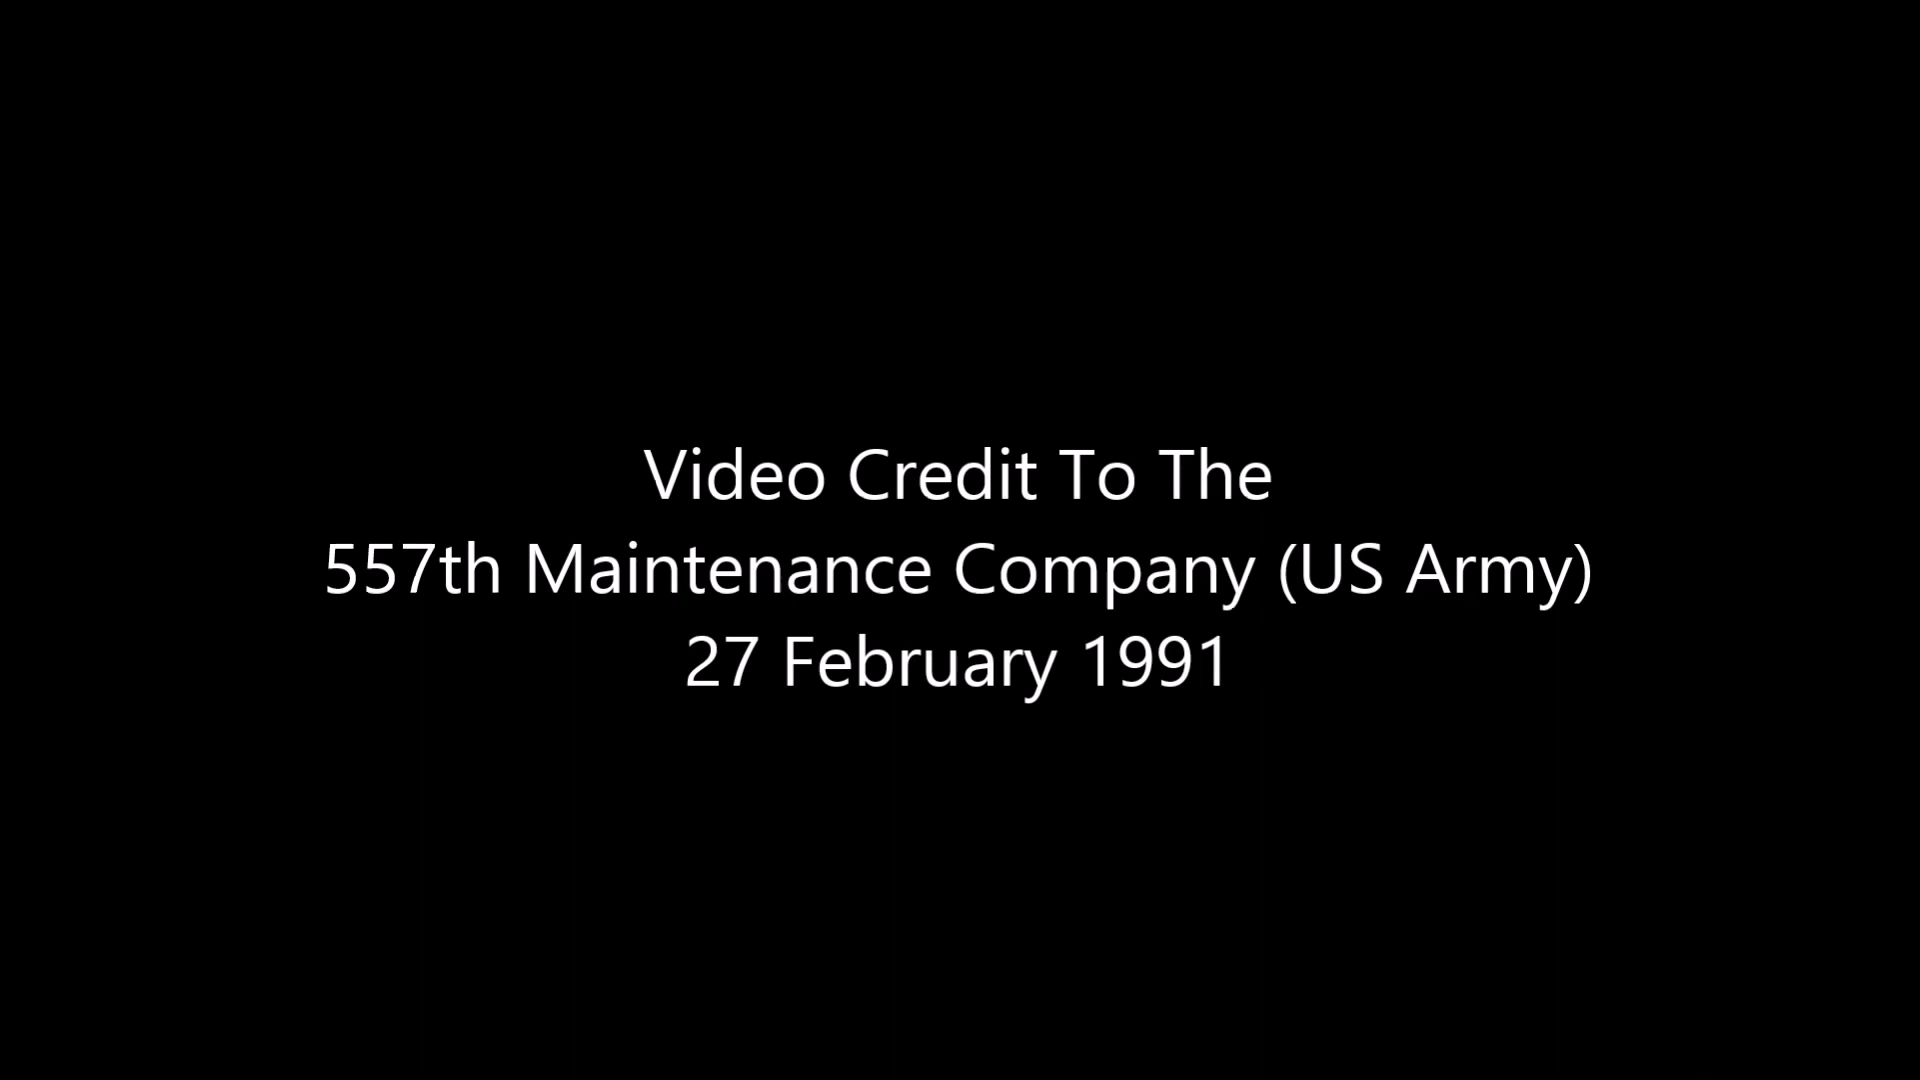 Video Credit To The
557th Maintenance Company (US Army)
27 February 1991